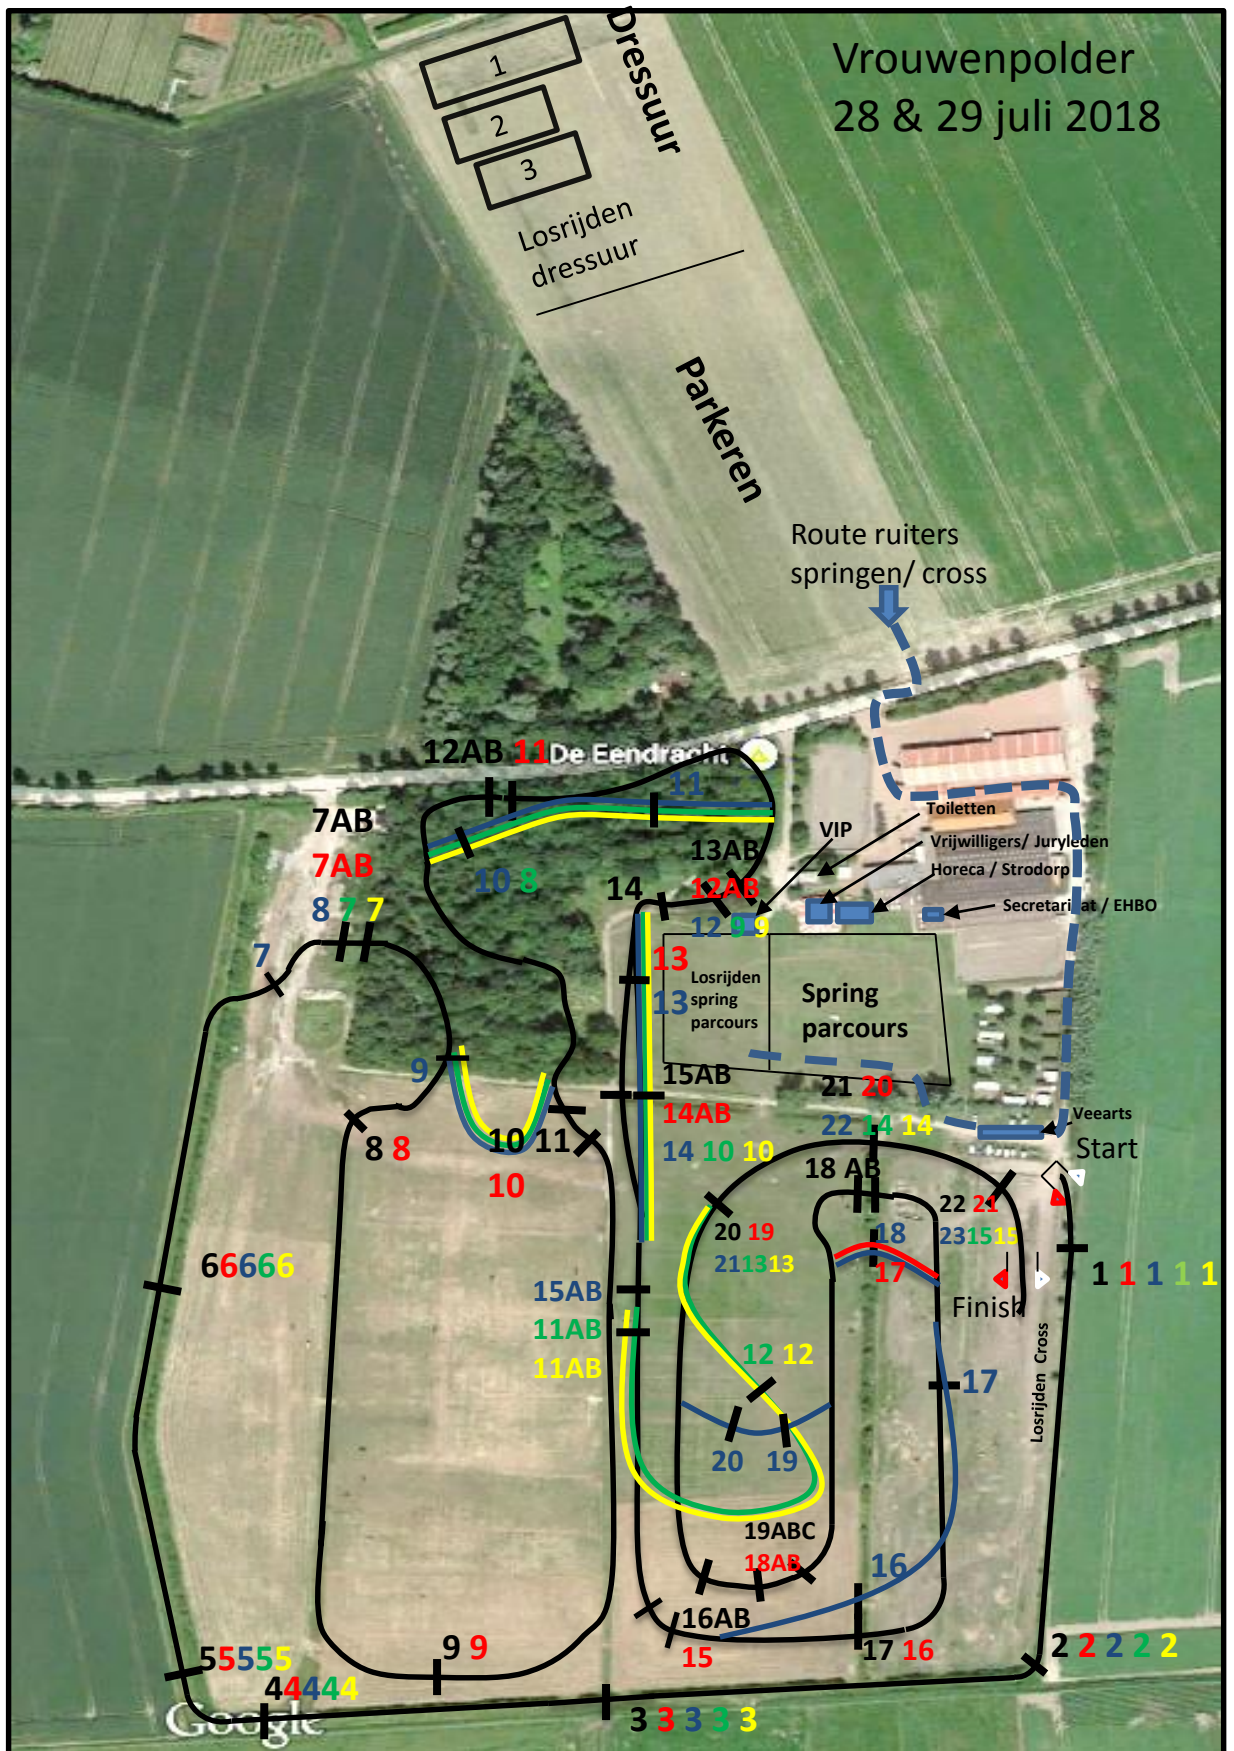 Vrouwenpolder
28 & 29 juli 2018
Dressuur
1
2
3
Losrijden
dressuur
Parkeren
Route ruiters
springen/ cross
12AB 11
De Eendracht
11
7AB
7AB
8 7 7
7
10 8
Toiletten
VIP
Vrijwilligers/ Juryleden
Horeca / Strodorp
Secretariaat / EHBO
13AB
12AB
12 9 9
14
13
13
Losrijden
spring
parcours
Spring
parcours
9
8 8
10 11
10
15AB
14AB
14 10 10
21 20
22 14 14
Veearts
Start
18 AB
22 21
23 15 15
18
17
20 19
21 13 13
6 6 6 6 6
1 1 1 1 1
Finish
Losrijden Cross
15AB
11AB
11AB
12 12
17
20 19
19ABC
18AB
16
16AB
15
17 16
9 9
2 2 2 2 2
5 5 5 5 5
4 4 4 4 4
Google
3 3 3 3 3